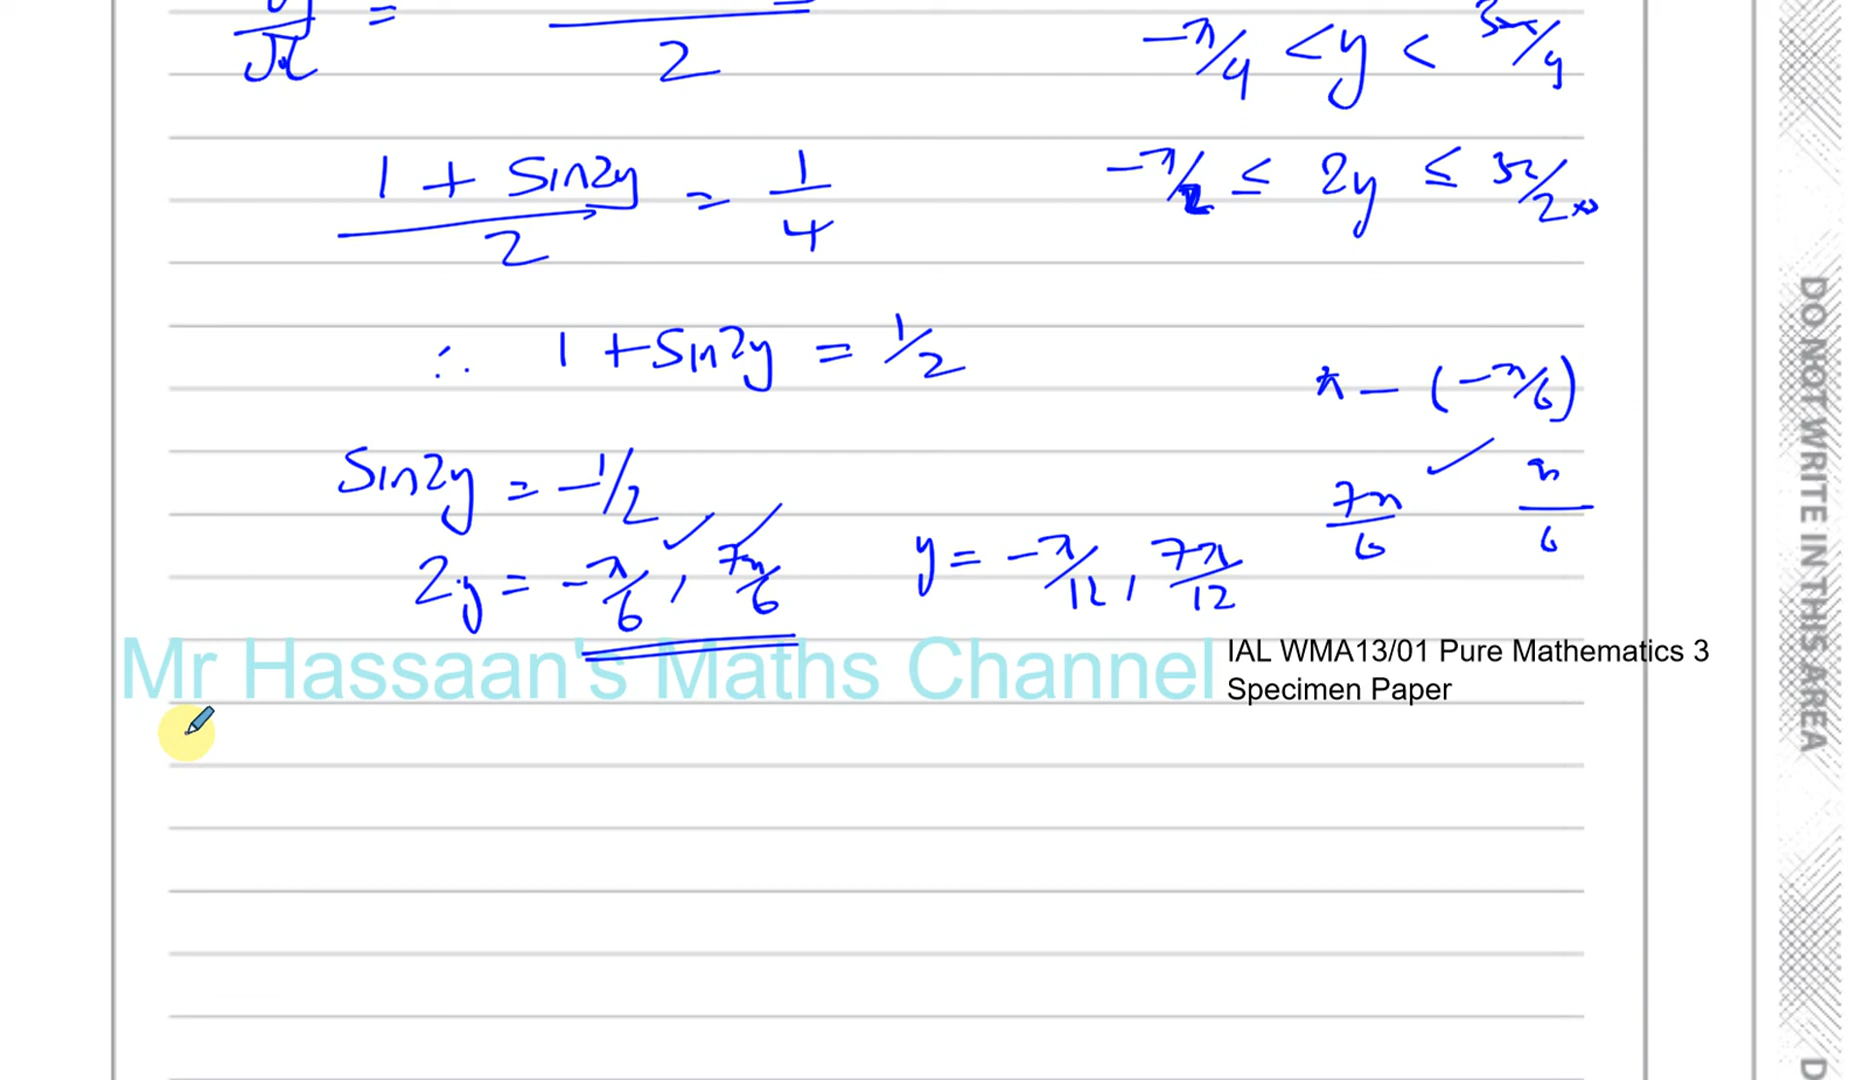 dy/dx =
2
-π/4 < y < 3π/4
1 + Sin2y / 2 = 1/4
-π/2 ≤ 2y ≤ 3π/2
∴ 1 + Sin2y = 1/2
π - (-π/6)
Sin2y = -1/2
7π/6 ✓ π/6
2y = -π/6 ✓, 7π/6 ✓
y = -π/12, 7π/12
Mr Hassaan's Maths Channel
IAL WMA13/01 Pure Mathematics 3
Specimen Paper
DO NOT WRITE IN THIS AREA
D